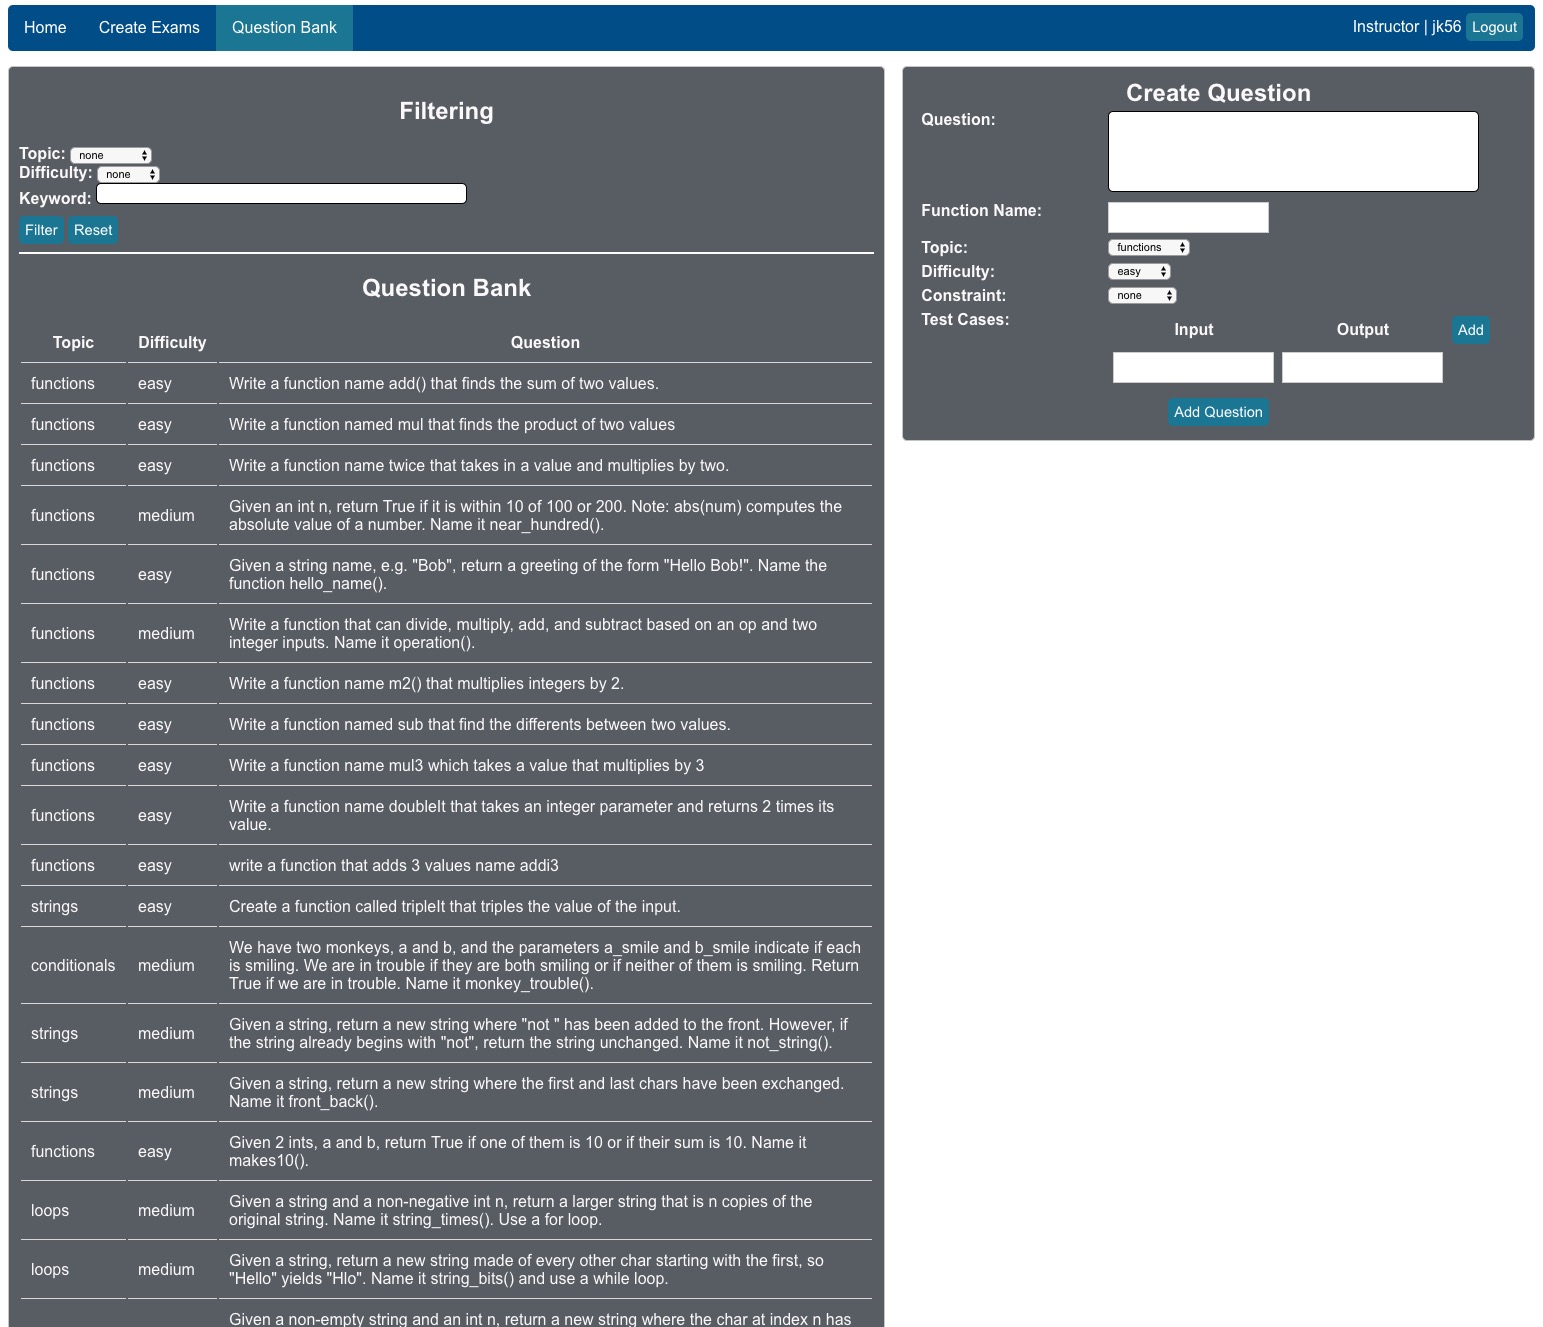 Home Create Exams Question Bank Instructor | jk56 Logout
Filtering
Topic: none
Difficulty: none
Keyword:
Filter Reset
Question Bank
Topic Difficulty Question
functions easy Write a function name add() that finds the sum of two values.
functions easy Write a function named mul that finds the product of two values
functions easy Write a function name twice that takes in a value and multiplies by two.
functions medium Given an int n, return True if it is within 10 of 100 or 200. Note: abs(num) computes the
absolute value of a number. Name it near_hundred().
functions easy Given a string name, e.g. "Bob", return a greeting of the form "Hello Bob!". Name the
function hello_name().
functions medium Write a function that can divide, multiply, add, and subtract based on an op and two
integer inputs. Name it operation().
functions easy Write a function name m2() that multiplies integers by 2.
functions easy Write a function named sub that find the differents between two values.
functions easy Write a function name mul3 which takes a value that multiplies by 3
functions easy Write a function name doubleIt that takes an integer parameter and returns 2 times its
value.
functions easy write a function that adds 3 values name addi3
strings easy Create a function called tripleIt that triples the value of the input.
conditionals medium We have two monkeys, a and b, and the parameters a_smile and b_smile indicate if each
is smiling. We are in trouble if they are both smiling or if neither of them is smiling. Return
True if we are in trouble. Name it monkey_trouble().
strings medium Given a string, return a new string where "not " has been added to the front. However, if
the string already begins with "not", return the string unchanged. Name it not_string().
strings medium Given a string, return a new string where the first and last chars have been exchanged.
Name it front_back().
functions easy Given 2 ints, a and b, return True if one of them is 10 or if their sum is 10. Name it
makes10().
loops medium Given a string and a non-negative int n, return a larger string that is n copies of the
original string. Name it string_times(). Use a for loop.
loops medium Given a string, return a new string made of every other char starting with the first, so
"Hello" yields "Hlo". Name it string_bits() and use a while loop.
Given a non-empty string and an int n, return a new string where the char at index n has
Create Question
Question:
Function Name:
Topic: functions
Difficulty: easy
Constraint: none
Test Cases: Input Output Add
Add Question